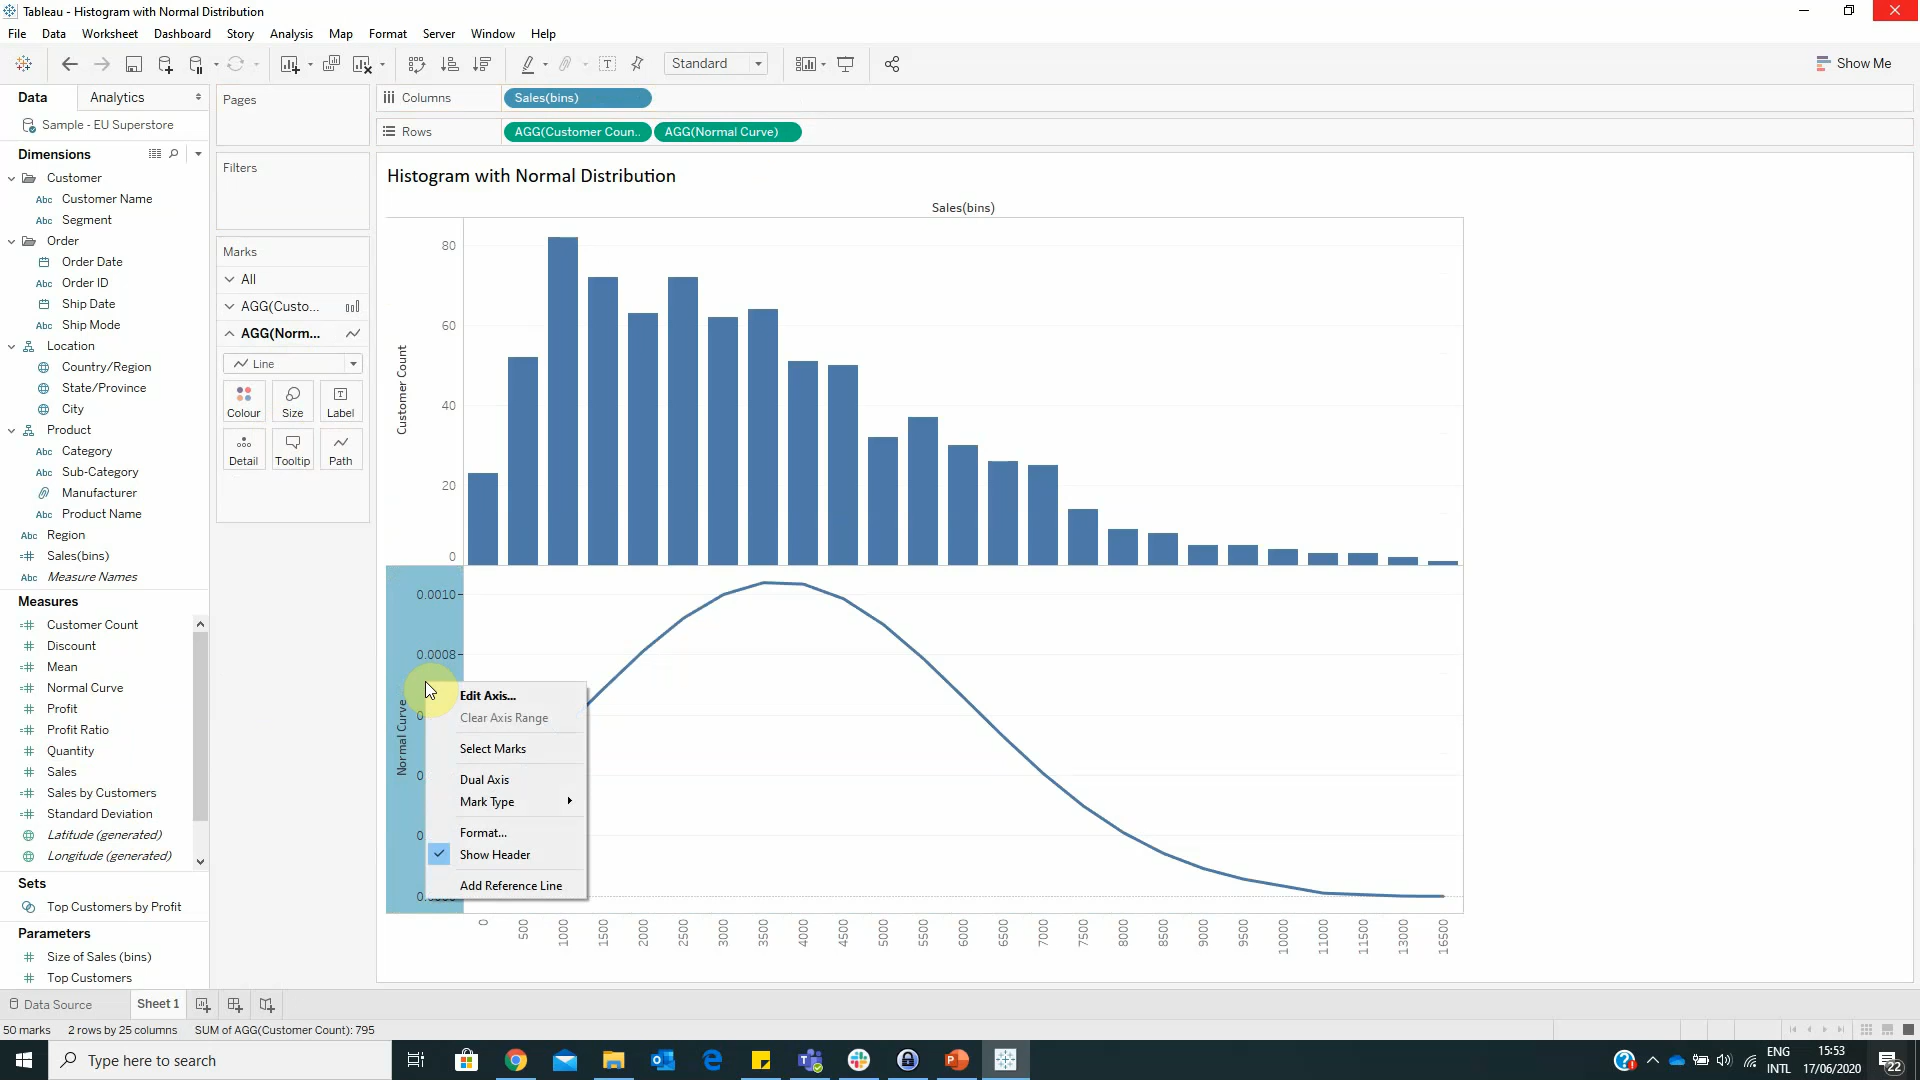 Tableau - Histogram with Normal Distribution
File Data Worksheet Dashboard Story Analysis Map Format Server Window Help
Standard
Show Me
Data Analytics
Sample - EU Superstore
Dimensions
Customer
Abc Customer Name
Abc Segment
Order
Order Date
Abc Order ID
Ship Date
Abc Ship Mode
Location
Country/Region
State/Province
City
Product
Abc Category
Abc Sub-Category
Manufacturer
Abc Product Name
Abc Region
Sales(bins)
Abc Measure Names
Measures
Customer Count
Discount
Mean
Normal Curve
Profit
Profit Ratio
Quantity
Sales
Sales by Customers
Standard Deviation
Latitude (generated)
Longitude (generated)
Sets
Top Customers by Profit
Parameters
Size of Sales (bins)
Top Customers
Pages
Filters
Marks
All
AGG(Custo...
AGG(Norm...
Line
Colour Size Label
Detail Tooltip Path
Columns Sales(bins)
Rows AGG(Customer Coun.. AGG(Normal Curve)
Histogram with Normal Distribution
Sales(bins)
80
60
40
20
0
Customer Count
0.0010
0.0008
Normal Curve
Edit Axis...
Clear Axis Range
Select Marks
Dual Axis
Mark Type
Format...
Show Header
Add Reference Line
0 500 1000 1500 2000 2500 3000 3500 4000 4500 5000 5500 6000 6500 7000 7500 8000 8500 9000 9500 10000 11000 11500 13000 16500
Data Source Sheet 1
50 marks 2 rows by 25 columns SUM of AGG(Customer Count): 795
Type here to search
ENG
INTL
15:53
17/06/2020
22